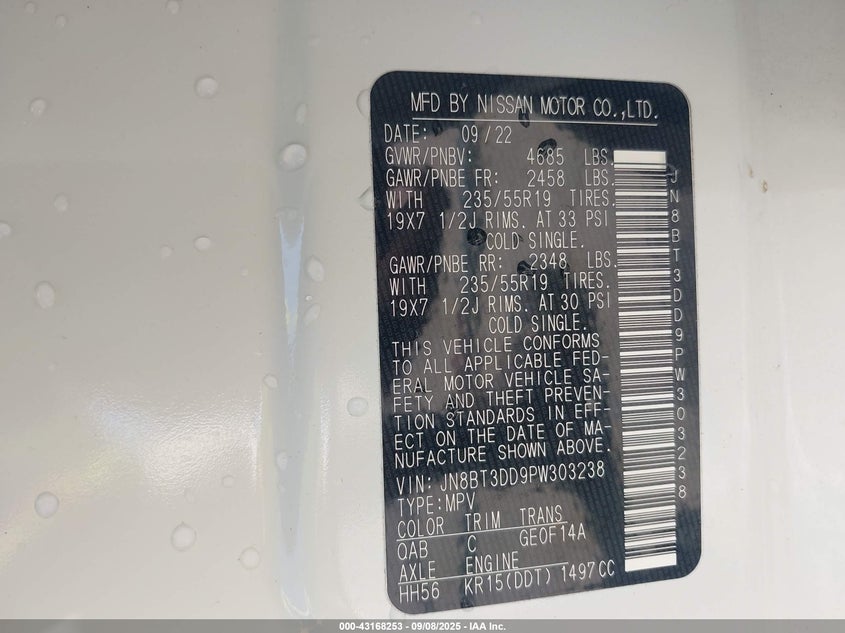 MFD BY NISSAN MOTOR CO.,LTD.
DATE: 09/22
GVWR/PNBV: 4685 LBS.
GAWR/PNBE FR: 2458 LBS.
WITH 235/55R19 TIRES.
19X7 1/2J RIMS. AT 33 PSI
COLD SINGLE.
GAWR/PNBE RR: 2348 LBS.
WITH 235/55R19 TIRES.
19X7 1/2J RIMS. AT 30 PSI
COLD SINGLE.
THIS VEHICLE CONFORMS
TO ALL APPLICABLE FED-
ERAL MOTOR VEHICLE SA-
FETY AND THEFT PREVEN-
TION STANDARDS IN EFF-
ECT ON THE DATE OF MA-
NUFACTURE SHOWN ABOVE.
VIN: JN8BT3DD9PW303238
TYPE:MPV
COLOR TRIM TRANS
QAB C GE0F14A
AXLE ENGINE
HH56 KR15(DDT) 1497CC
JN8BT3DD9PW303238
000-43168253 - 09/08/2025 - IAA Inc.